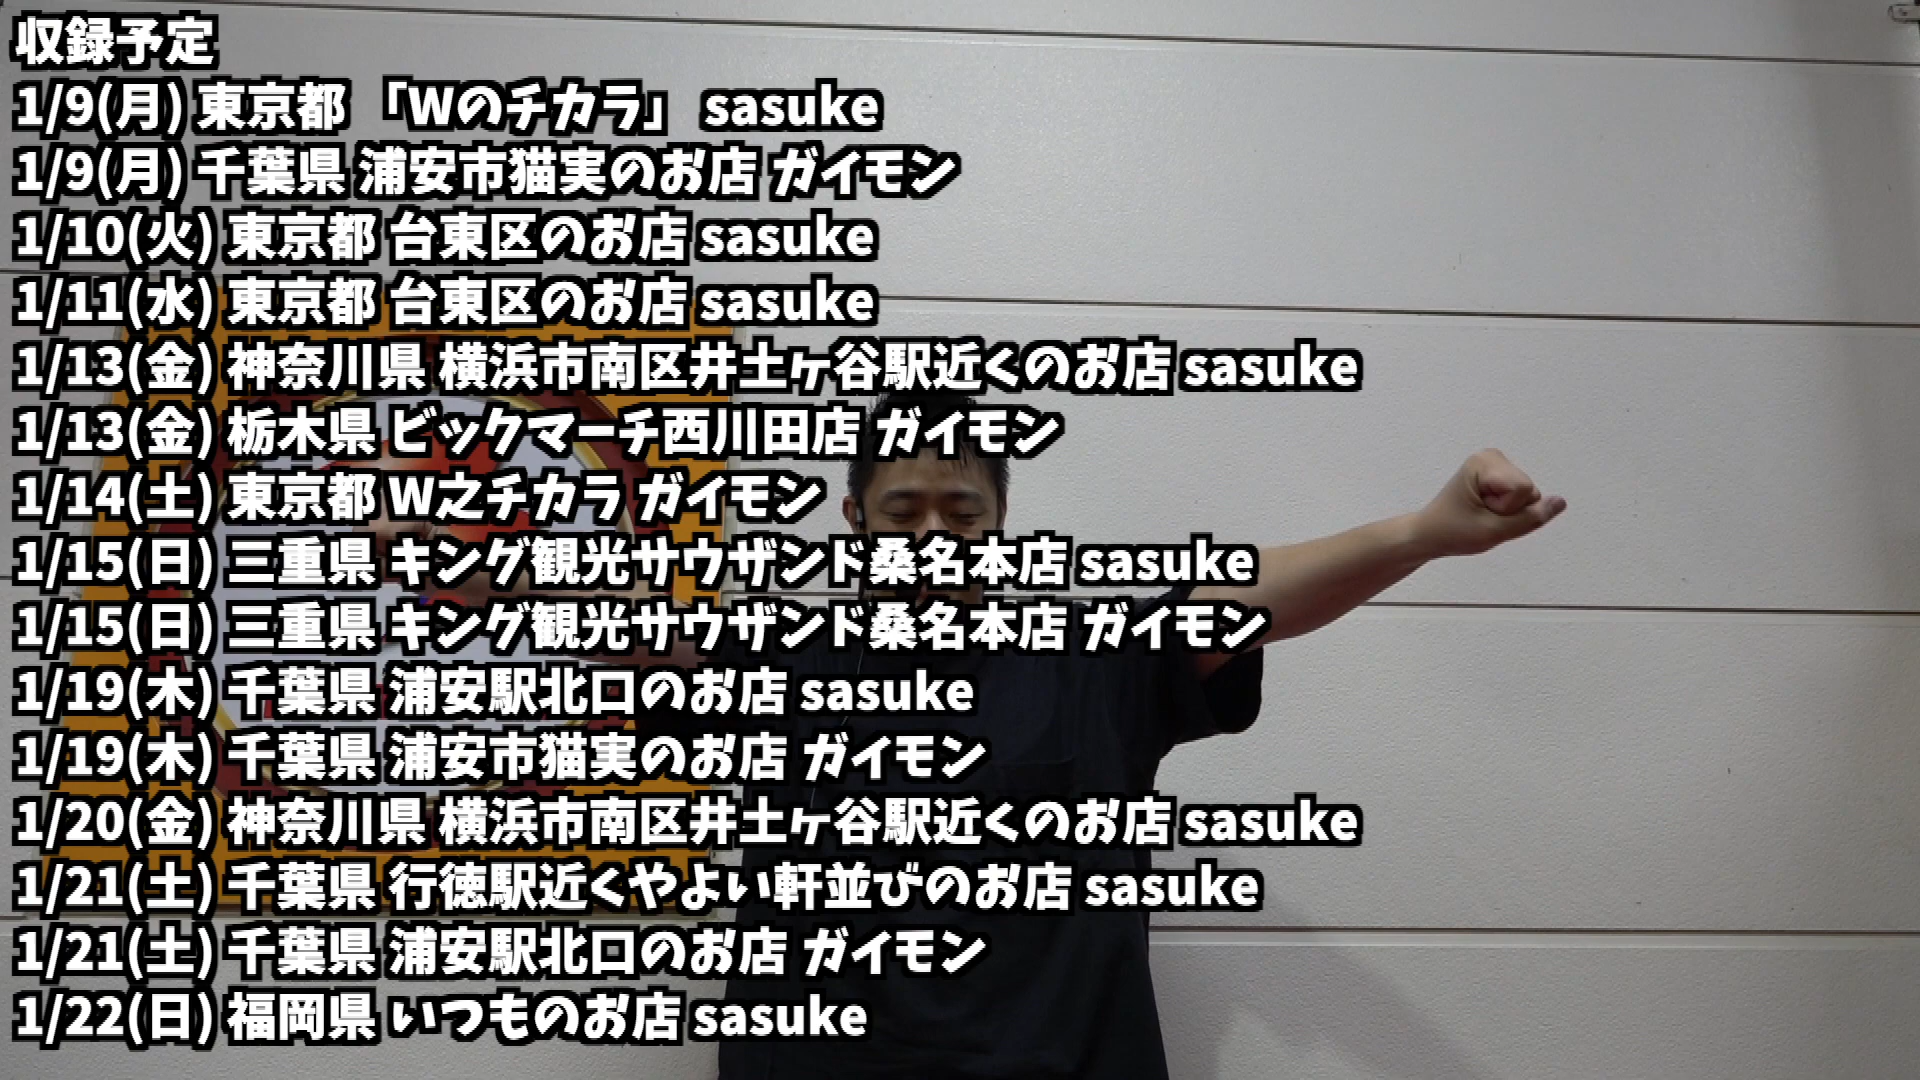 収録予定
1/9(月) 東京都 「Wのチカラ」 sasuke
1/9(月) 千葉県 浦安市猫実のお店 ガイモン
1/10(火) 東京都 台東区のお店 sasuke
1/11(水) 東京都 台東区のお店 sasuke
1/13(金) 神奈川県 横浜市南区井土ヶ谷駅近くのお店 sasuke
1/13(金) 栃木県 ビックマーチ西川田店 ガイモン
1/14(土) 東京都 W之チカラ ガイモン
1/15(日) 三重県 キング観光サウザンド桑名本店 sasuke
1/15(日) 三重県 キング観光サウザンド桑名本店 ガイモン
1/19(木) 千葉県 浦安駅北口のお店 sasuke
1/19(木) 千葉県 浦安市猫実のお店 ガイモン
1/20(金) 神奈川県 横浜市南区井土ヶ谷駅近くのお店 sasuke
1/21(土) 千葉県 行徳駅近くやよい軒並びのお店 sasuke
1/21(土) 千葉県 浦安駅北口のお店 ガイモン
1/22(日) 福岡県 いつものお店 sasuke